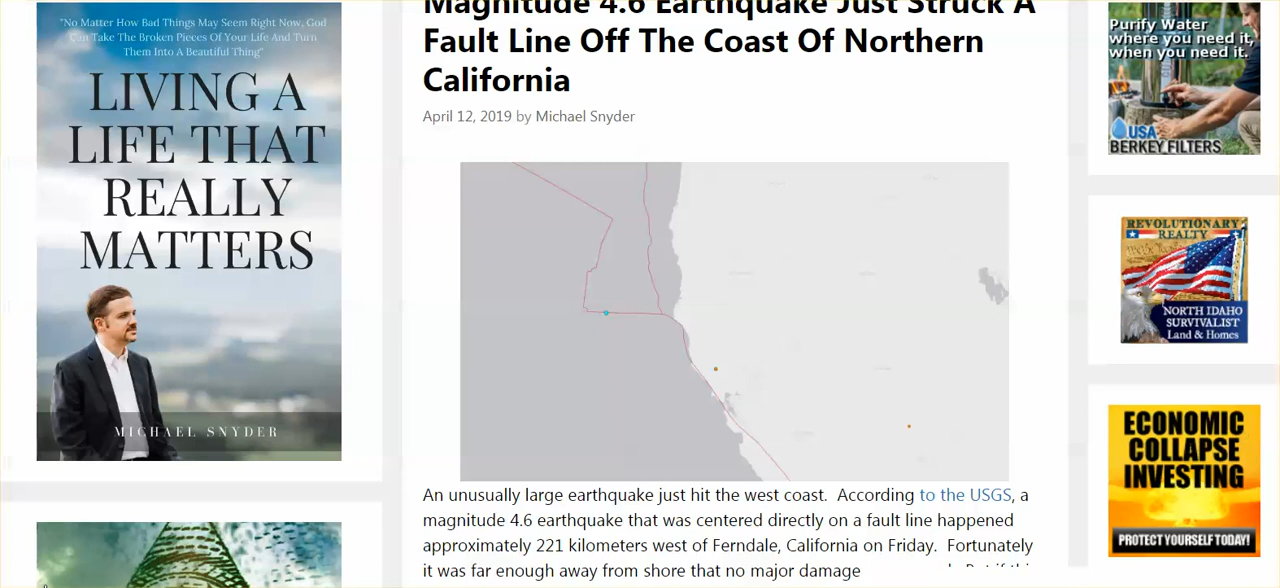 "No Matter How Bad Things May Seem Right Now, God
Can Take The Broken Pieces Of Your Life And Turn
Them Into A Beautiful Thing"
LIVING A
LIFE THAT
REALLY
MATTERS
MICHAEL SNYDER
Magnitude 4.6 Earthquake Just Struck A
Fault Line Off The Coast Of Northern
California
April 12, 2019 by Michael Snyder
An unusually large earthquake just hit the west coast.  According to the USGS, a
magnitude 4.6 earthquake that was centered directly on a fault line happened
approximately 221 kilometers west of Ferndale, California on Friday.  Fortunately
it was far enough away from shore that no major damage
Purify Water
where you need it,
when you need it.
USA
BERKEY FILTERS
REVOLUTIONARY
REALTY
NORTH IDAHO
SURVIVALIST
Land & Homes
ECONOMIC
COLLAPSE
INVESTING
PROTECT YOURSELF TODAY!